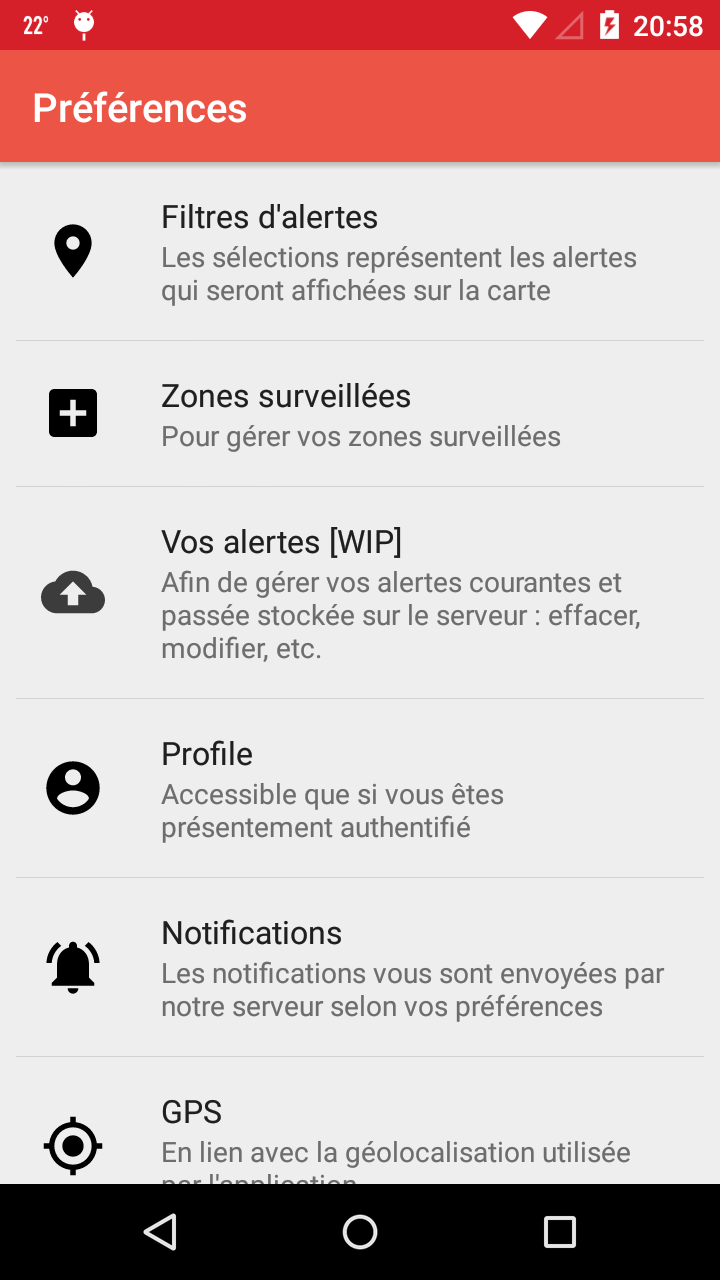 22°
20:58
Préférences
Filtres d'alertes
Les sélections représentent les alertes
qui seront affichées sur la carte
Zones surveillées
Pour gérer vos zones surveillées
Vos alertes [WIP]
Afin de gérer vos alertes courantes et
passée stockée sur le serveur : effacer,
modifier, etc.
Profile
Accessible que si vous êtes
présentement authentifié
Notifications
Les notifications vous sont envoyées par
notre serveur selon vos préférences
GPS
En lien avec la géolocalisation utilisée
par l'application